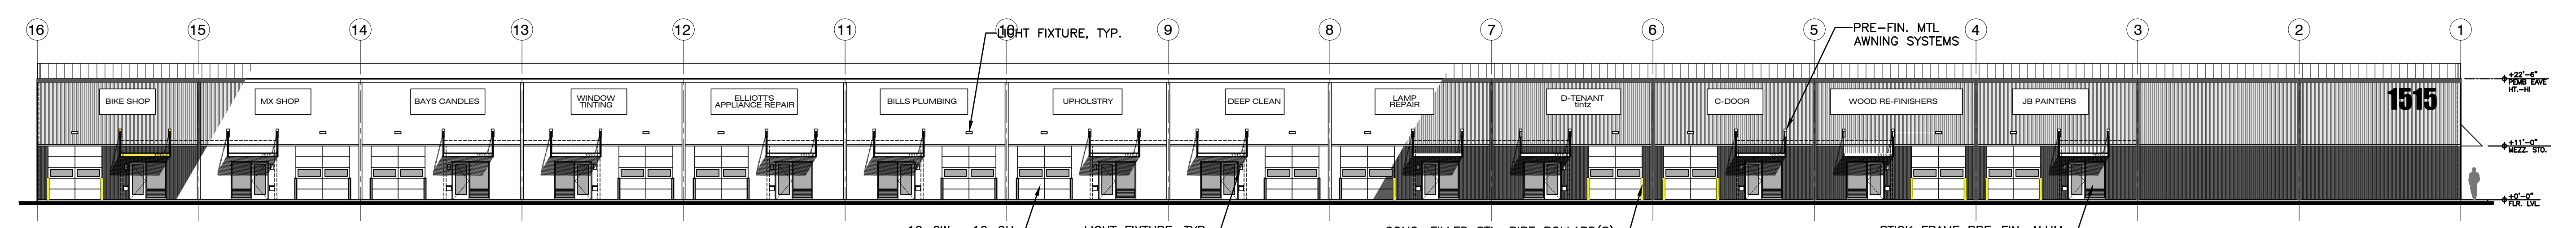 16 15 14 13 12 11 10 9 8 7 6 5 4 3 2 1
LIGHT FIXTURE, TYP.
PRE-FIN. MTL
AWNING SYSTEMS
+22'-6"
PEMB EAVE
HT.-HI
BIKE SHOP
MX SHOP
BAYS CANDLES
WINDOW
TINTING
ELLIOTT'S
APPLIANCE REPAIR
BILLS PLUMBING
UPHOLSTRY
DEEP CLEAN
LAMP
REPAIR
D-TENANT
tintz
C-DOOR
WOOD RE-FINISHERS
JB PAINTERS
1515
+11'-0"
MEZZ. STO.
+0'-0"
FLR. LVL.
LIGHT FIXTURE, TYP.